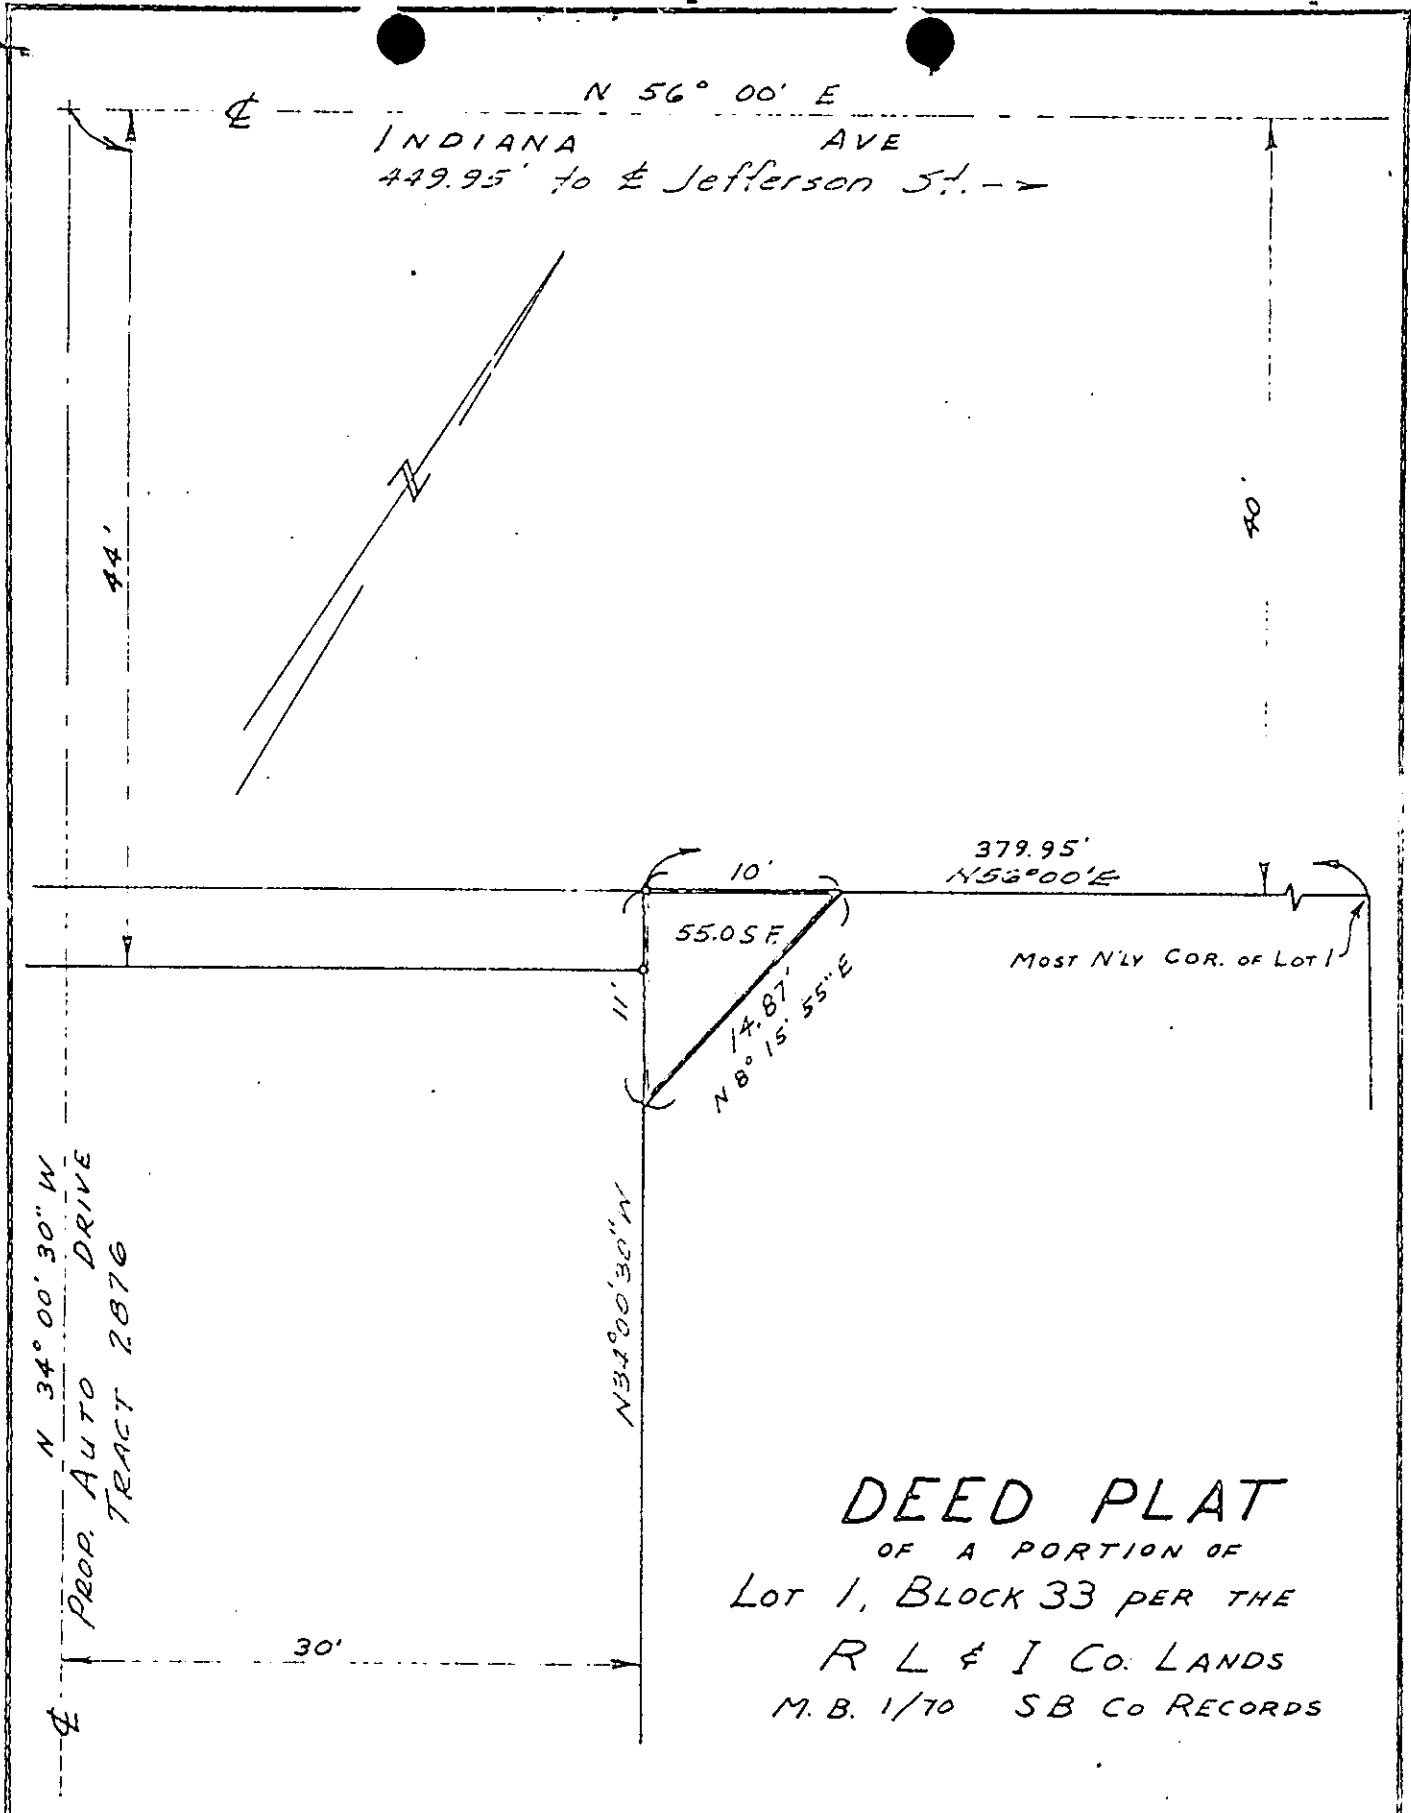 N 56° 00' E
℄
INDIANA AVE
449.95' to ℄ Jefferson St.
44'
N
40'
379.95'
N56°00'E
10'
55.0 S.F.
MOST N'LY COR. OF LOT 1
11'
14.87'
N 8° 15' 55" E
N 34° 00' 30" W
PROP. AUTO DRIVE
TRACT 2876
N34°00'30"W
30'
℄
DEED PLAT
OF A PORTION OF
LOT 1, BLOCK 33 PER THE
R L & I CO. LANDS
M.B. 1/70 SB CO RECORDS